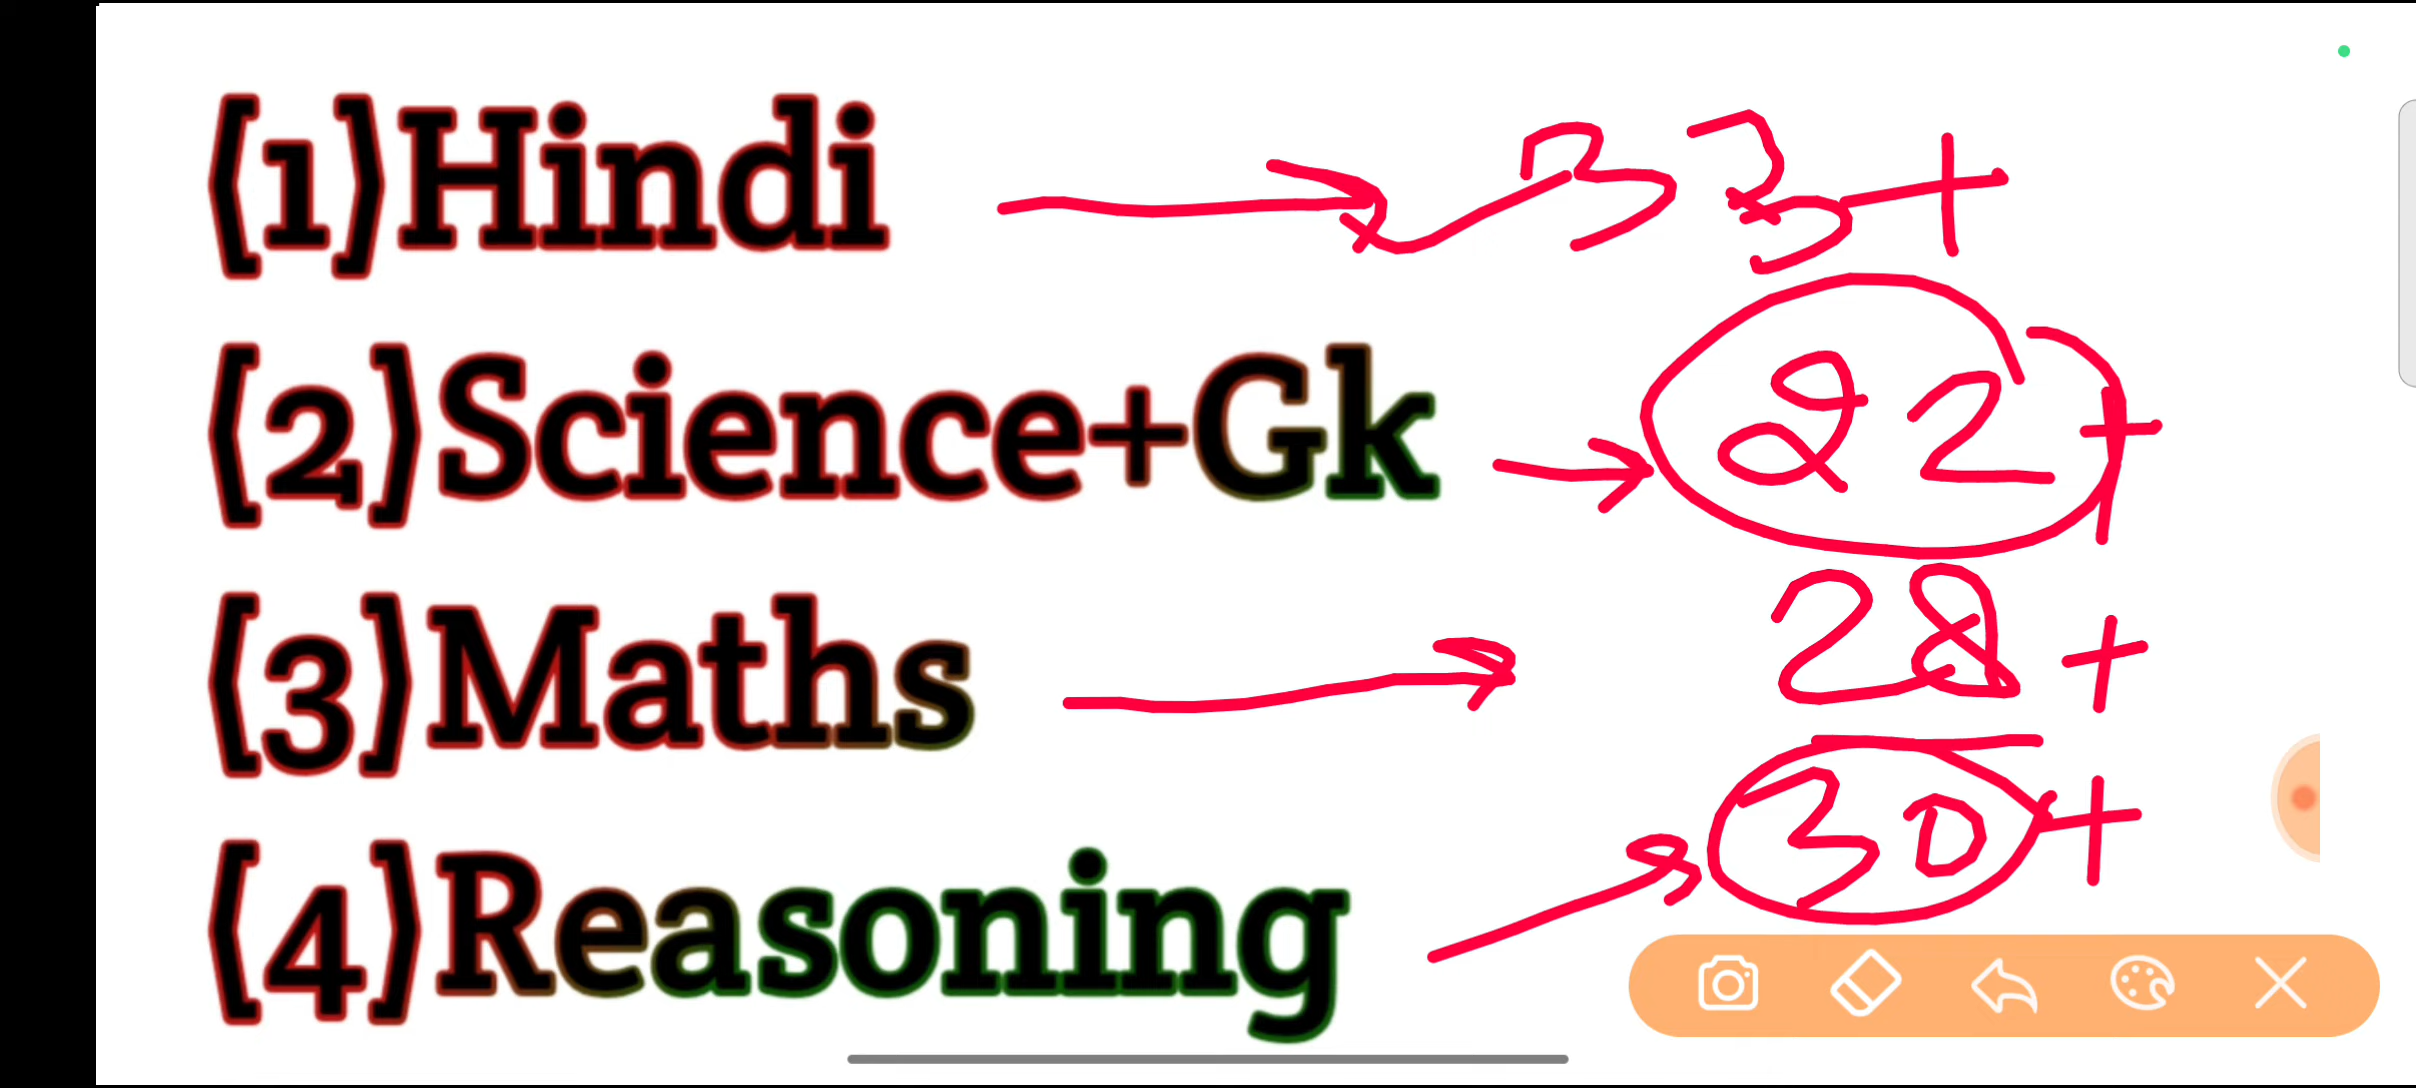 (1)Hindi 33+
(2)Science+Gk 22+
(3)Maths 28+
(4)Reasoning 30+